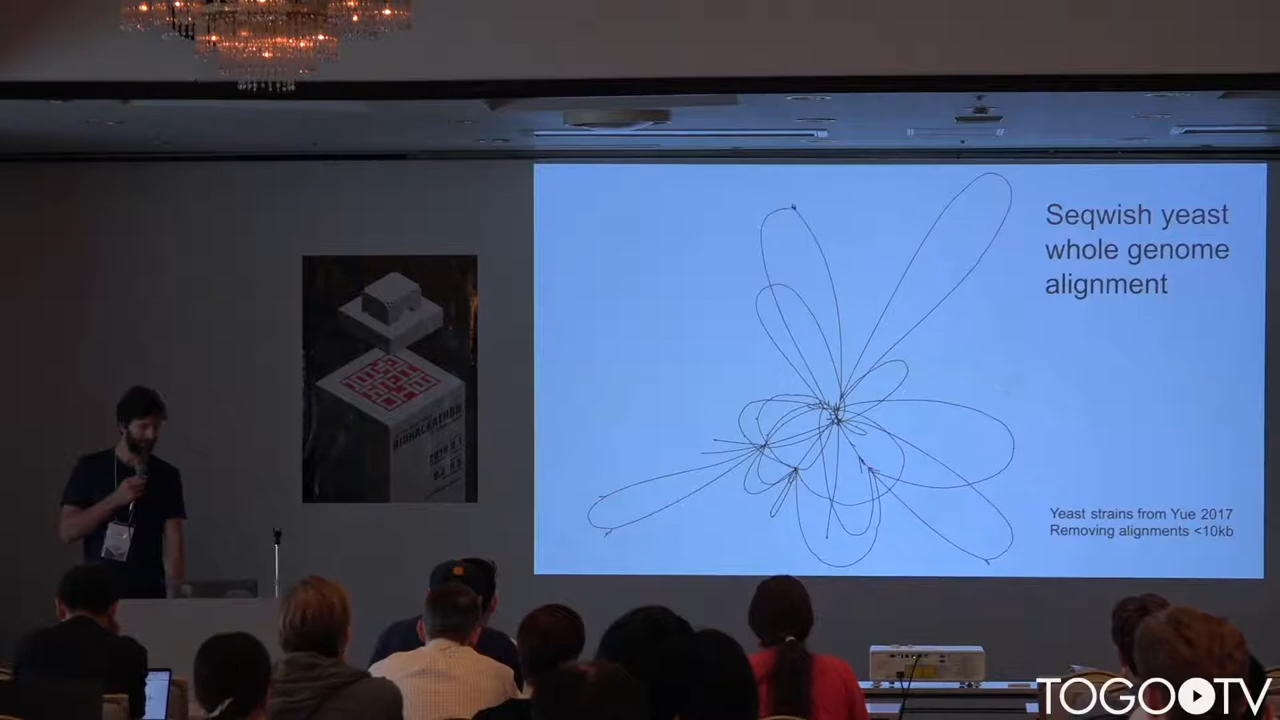 Seqwish yeast
whole genome
alignment
Yeast strains from Yue 2017
Removing alignments <10kb
BIOHACKATHON
TOGOTV